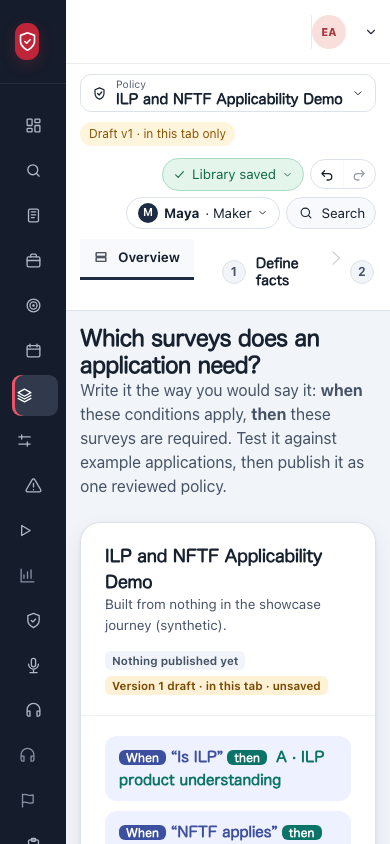 EA
Policy
ILP and NFTF Applicability Demo
Draft v1 · in this tab only
Library saved
M Maya · Maker
Search
Overview
1 Define facts
2
Which surveys does an
application need?
Write it the way you would say it: when
these conditions apply, then these
surveys are required. Test it against
example applications, then publish it as
one reviewed policy.
ILP and NFTF Applicability
Demo
Built from nothing in the showcase
journey (synthetic).
Nothing published yet
Version 1 draft · in this tab · unsaved
When “Is ILP” then A · ILP
product understanding
When “NFTF applies” then